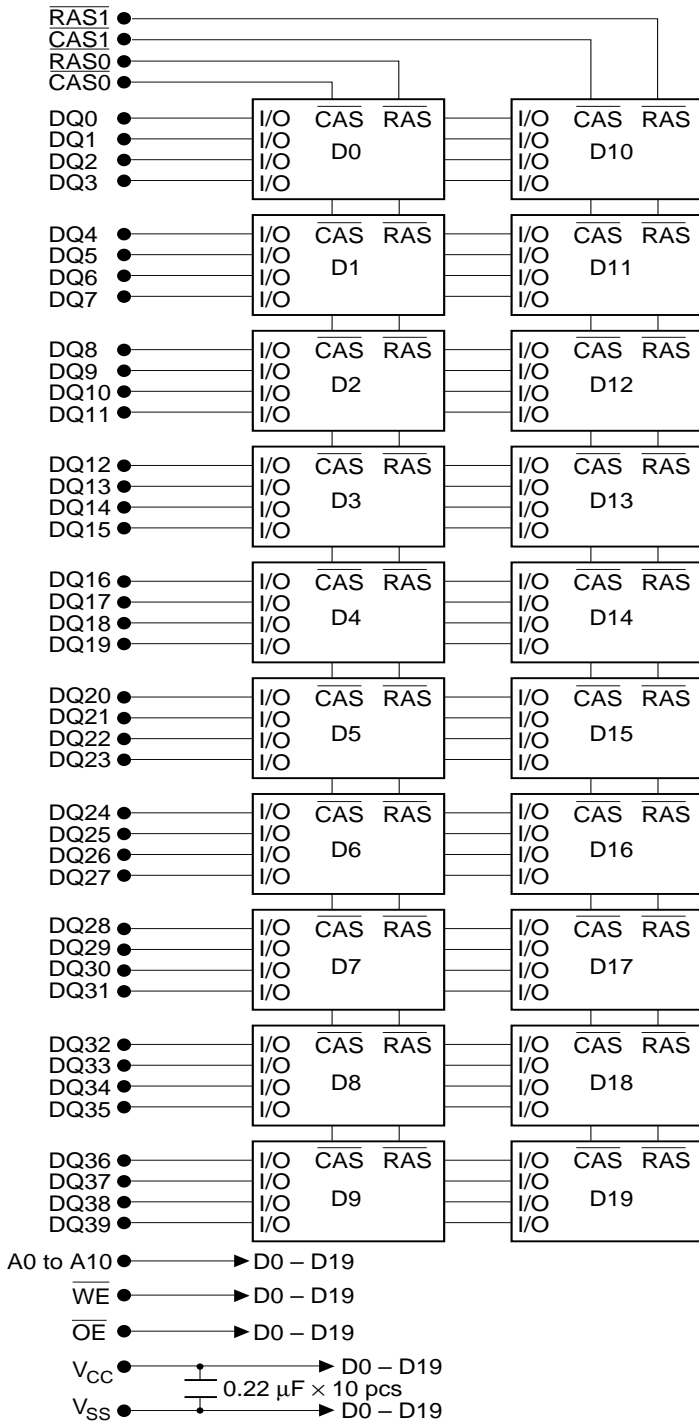 RAS1
CAS1
RAS0
CAS0
DQ0 I/O CAS RAS I/O CAS RAS
DQ1 I/O D0 I/O D10
DQ2 I/O I/O
DQ3 I/O I/O
DQ4 I/O CAS RAS I/O CAS RAS
DQ5 I/O D1 I/O D11
DQ6 I/O I/O
DQ7 I/O I/O
DQ8 I/O CAS RAS I/O CAS RAS
DQ9 I/O D2 I/O D12
DQ10 I/O I/O
DQ11 I/O I/O
DQ12 I/O CAS RAS I/O CAS RAS
DQ13 I/O D3 I/O D13
DQ14 I/O I/O
DQ15 I/O I/O
DQ16 I/O CAS RAS I/O CAS RAS
DQ17 I/O D4 I/O D14
DQ18 I/O I/O
DQ19 I/O I/O
DQ20 I/O CAS RAS I/O CAS RAS
DQ21 I/O D5 I/O D15
DQ22 I/O I/O
DQ23 I/O I/O
DQ24 I/O CAS RAS I/O CAS RAS
DQ25 I/O D6 I/O D16
DQ26 I/O I/O
DQ27 I/O I/O
DQ28 I/O CAS RAS I/O CAS RAS
DQ29 I/O D7 I/O D17
DQ30 I/O I/O
DQ31 I/O I/O
DQ32 I/O CAS RAS I/O CAS RAS
DQ33 I/O D8 I/O D18
DQ34 I/O I/O
DQ35 I/O I/O
DQ36 I/O CAS RAS I/O CAS RAS
DQ37 I/O D9 I/O D19
DQ38 I/O I/O
DQ39 I/O I/O
A0 to A10 D0 – D19
WE D0 – D19
OE D0 – D19
VCC D0 – D19
0.22 μF × 10 pcs
VSS D0 – D19